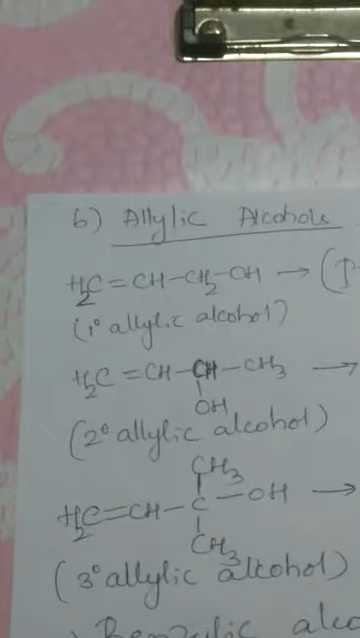 b) Allylic Alcohols
H₂C=CH-CH₂-OH →
(1° allylic alcohol)
H₂C=CH-CH-CH₃ →
OH
(2° allylic alcohol)
CH₃
H₂C=CH-C-OH →
CH₃
(3° allylic alcohol)